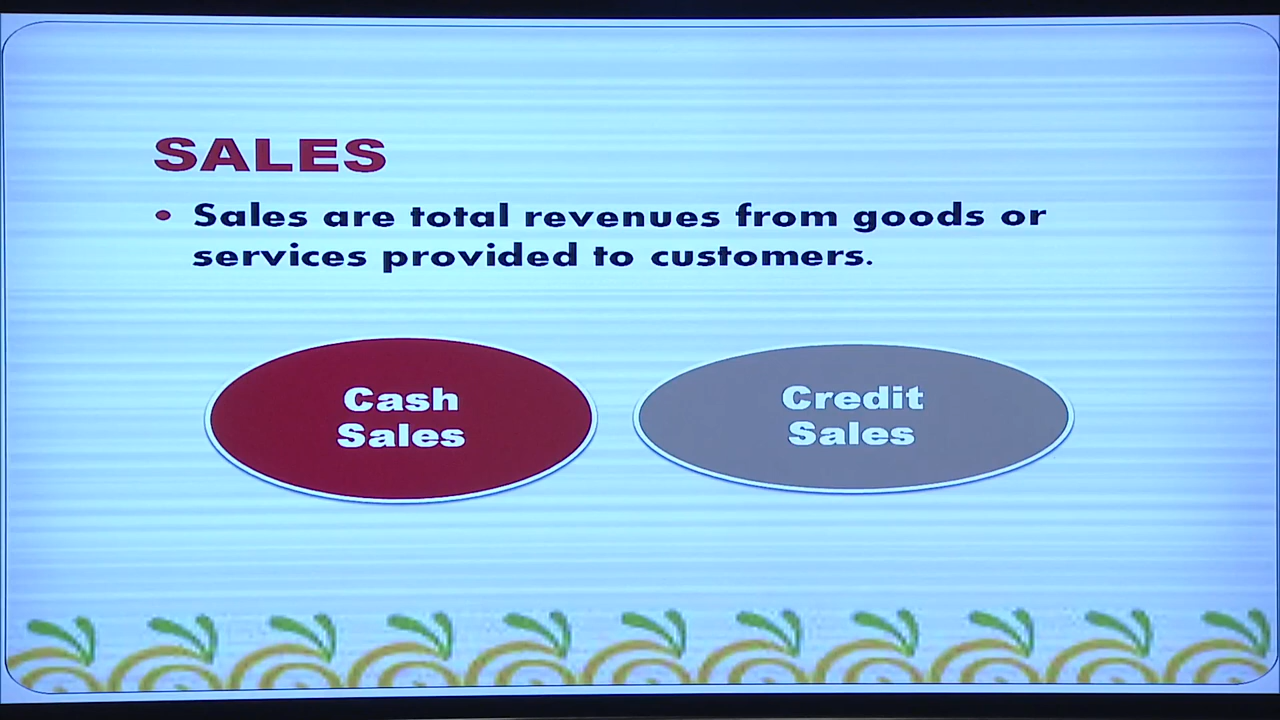 SALES
• Sales are total revenues from goods or
services provided to customers.
Cash
Sales
Credit
Sales